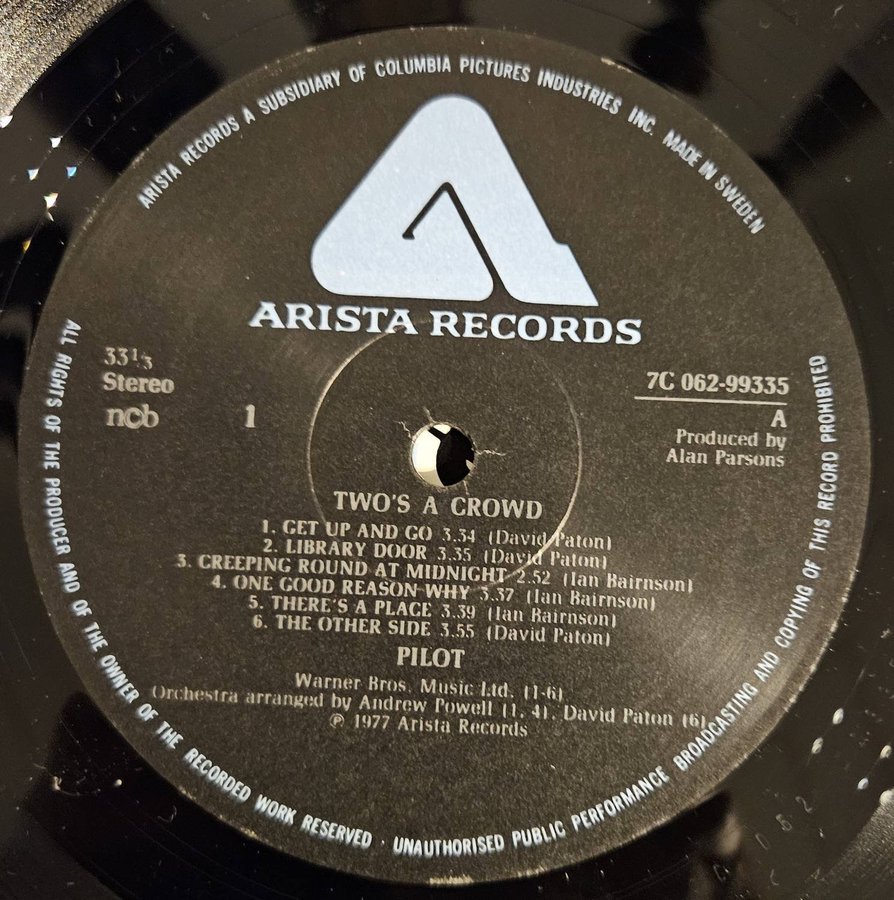 ARISTA RECORDS A SUBSIDIARY OF COLUMBIA PICTURES INDUSTRIES INC. MADE IN SWEDEN
ARISTA RECORDS
33 1/3
Stereo
ncb
1
7C 062-99335
A
Produced by
Alan Parsons
TWO'S A CROWD
1. GET UP AND GO 3.34 (David Paton)
2. LIBRARY DOOR 3.35 (David Paton)
3. CREEPING ROUND AT MIDNIGHT 2.52 (Ian Bairnson)
4. ONE GOOD REASON WHY 3.37 (Ian Bairnson)
5. THERE'S A PLACE 3.39 (Ian Bairnson)
6. THE OTHER SIDE 3.55 (David Paton)
PILOT
Warner Bros. Music Ltd. (1-6)
Orchestra arranged by Andrew Powell (1, 4), David Paton (6)
℗ 1977 Arista Records
ALL RIGHTS OF THE PRODUCER AND OF THE OWNER OF THE RECORDED WORK RESERVED · UNAUTHORISED PUBLIC PERFORMANCE BROADCASTING AND COPYING OF THIS RECORD PROHIBITED